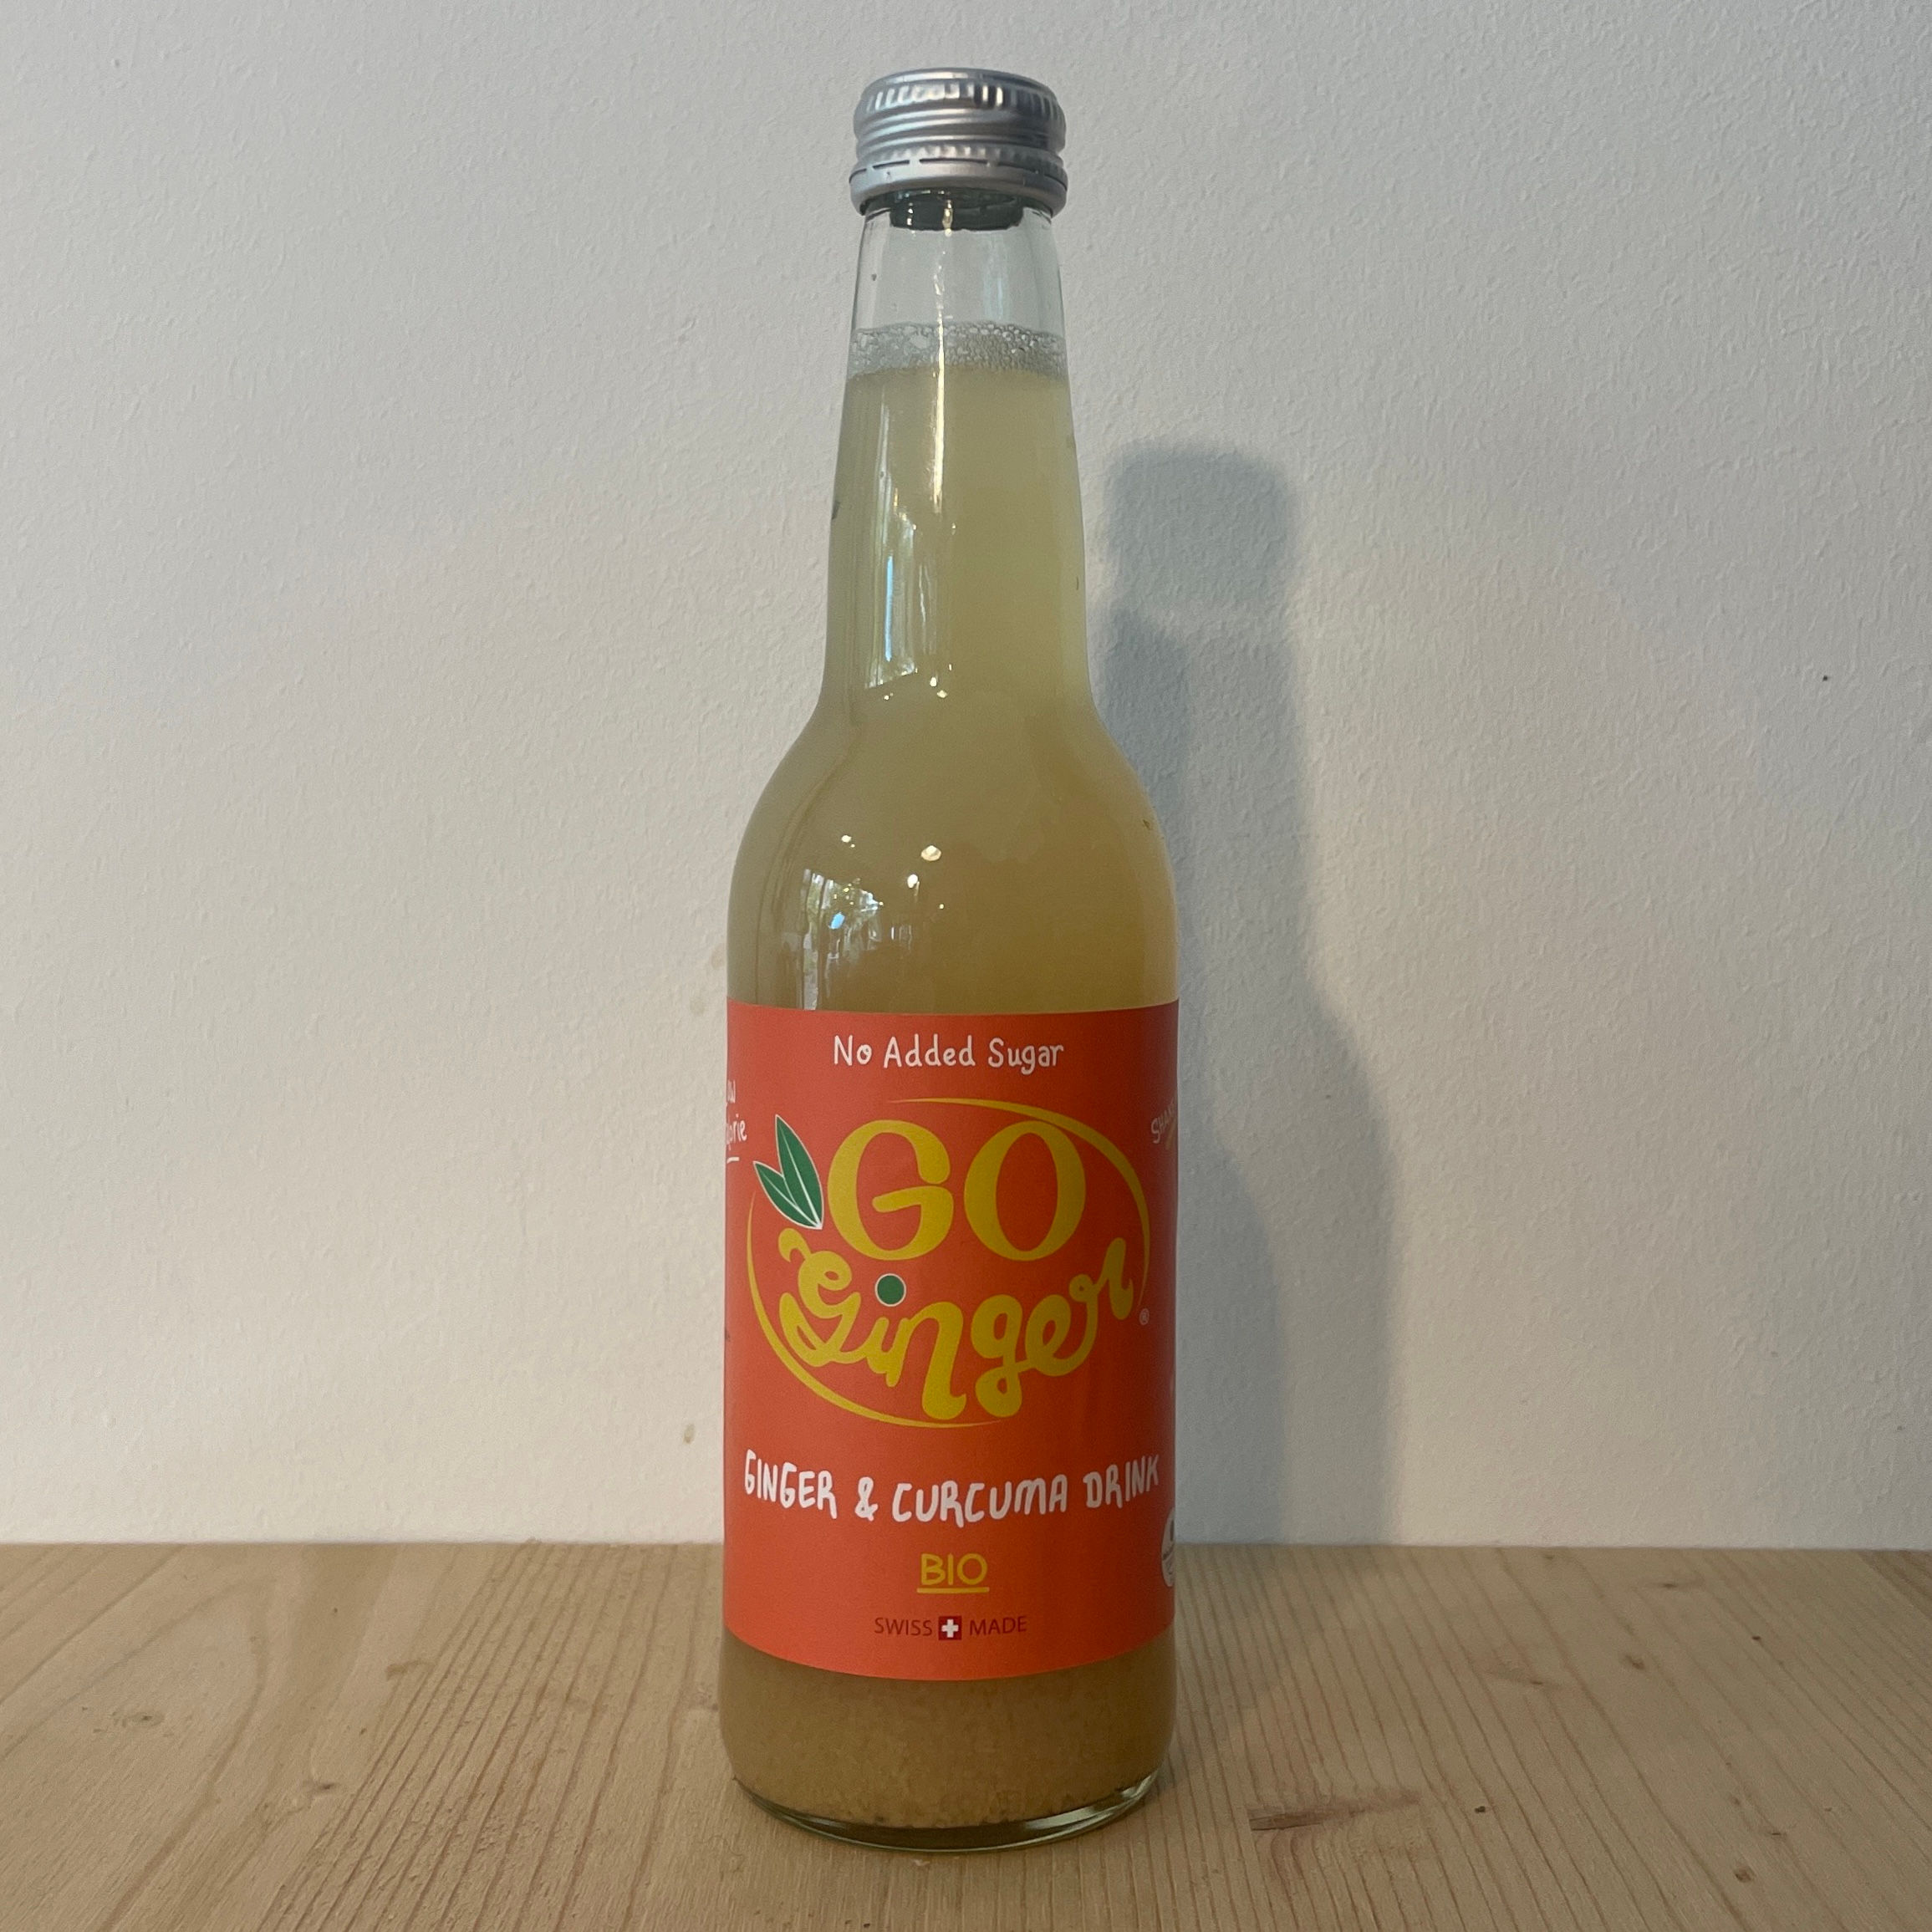 No Added Sugar
GO
Ginger
®
GINGER & CURCUMA DRINK
BIO
SWISS MADE